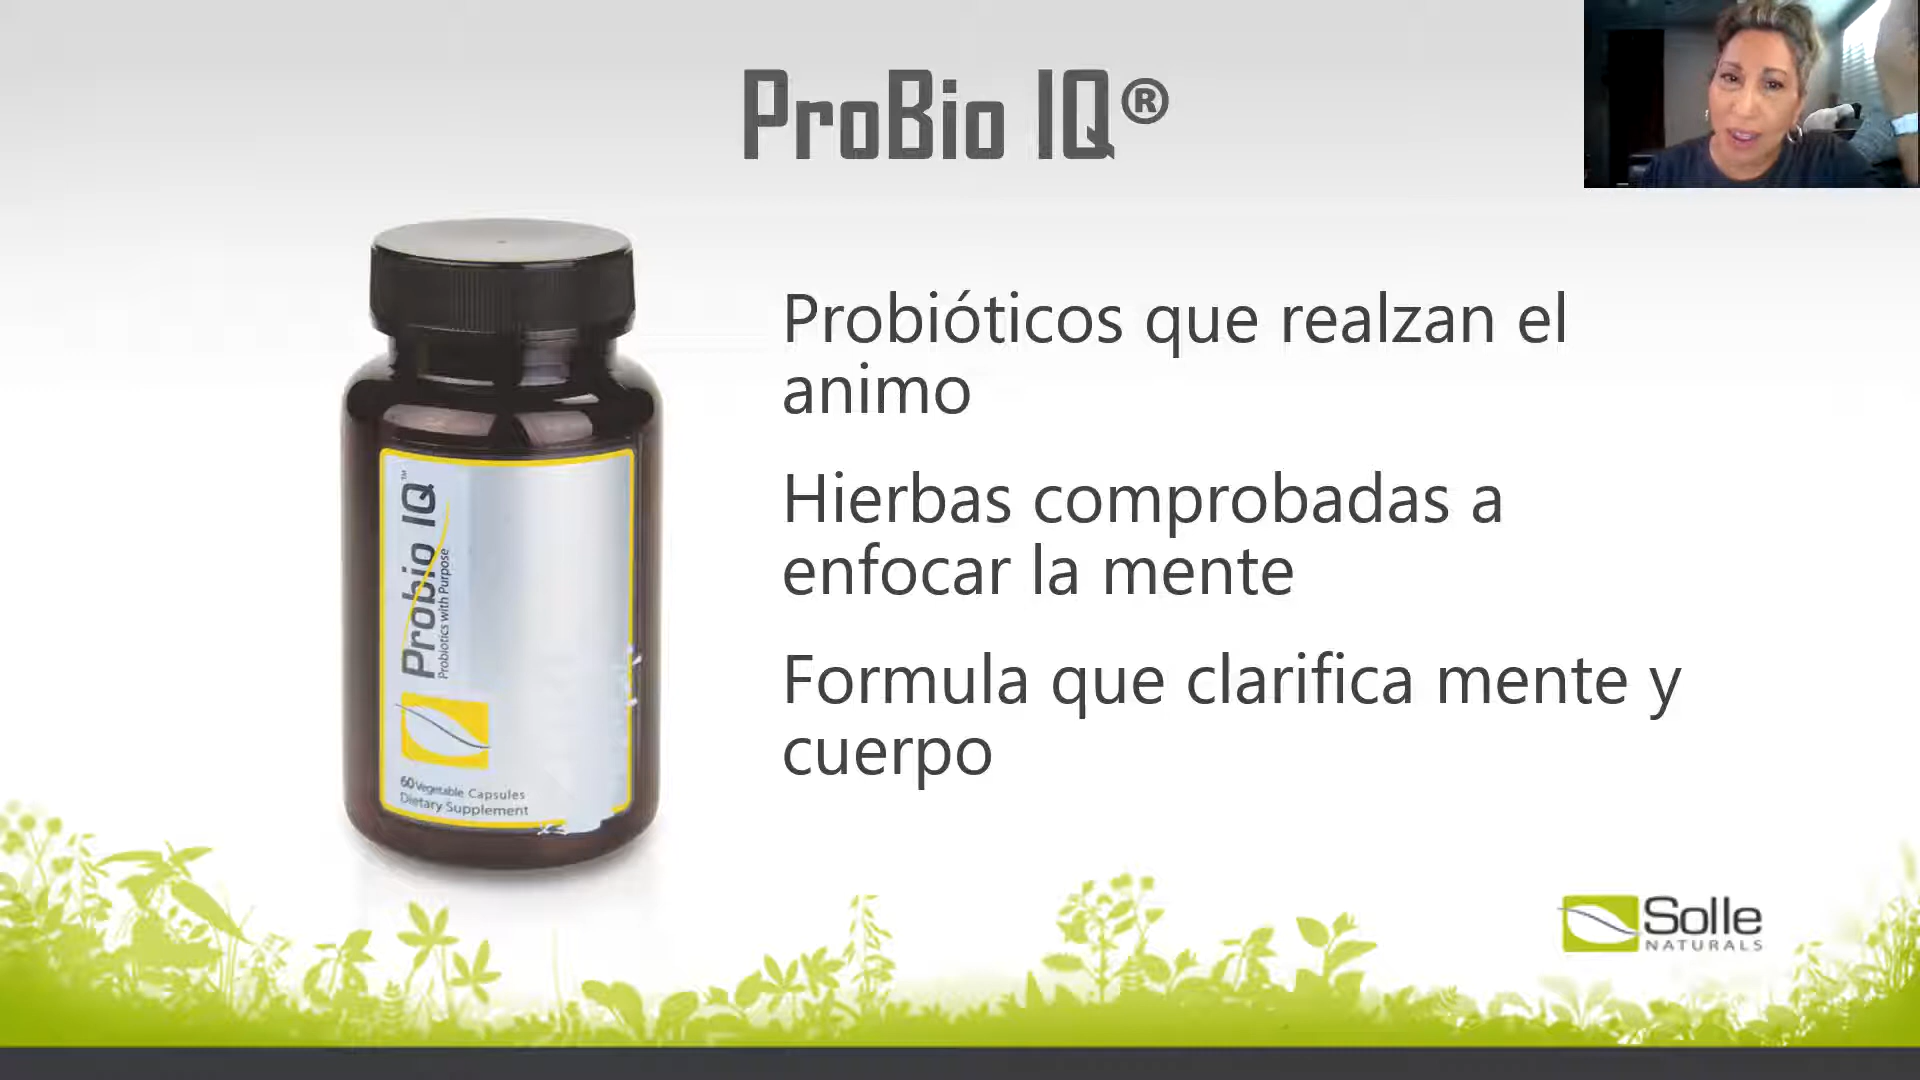 ProBio IQ®
Probióticos que realzan el
animo
Hierbas comprobadas a
enfocar la mente
Formula que clarifica mente y
cuerpo
Probio IQ™
Probiotics with Purpose
60 Vegetable Capsules
Dietary Supplement
Solle
NATURALS